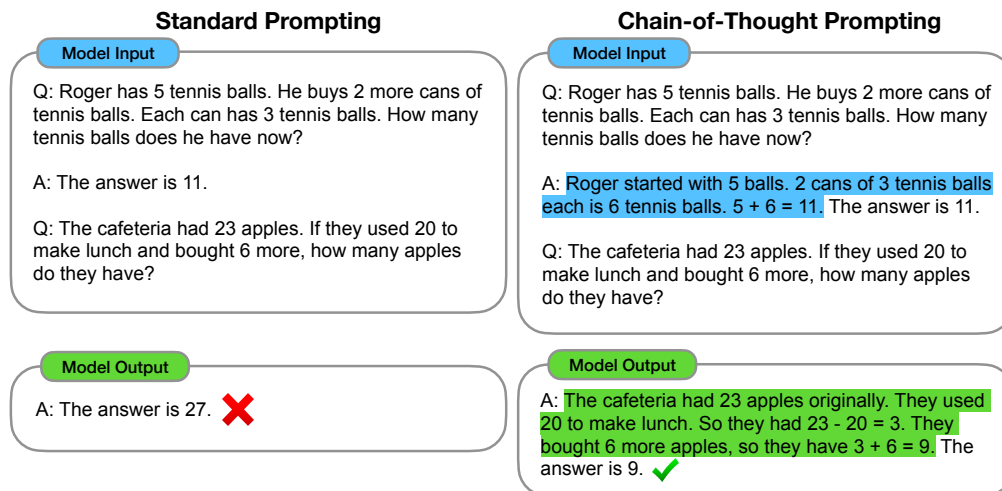 Standard Prompting
Model Input
Q: Roger has 5 tennis balls. He buys 2 more cans of
tennis balls. Each can has 3 tennis balls. How many
tennis balls does he have now?
A: The answer is 11.
Q: The cafeteria had 23 apples. If they used 20 to
make lunch and bought 6 more, how many apples
do they have?
Model Output
A: The answer is 27.
Chain-of-Thought Prompting
Model Input
Q: Roger has 5 tennis balls. He buys 2 more cans of
tennis balls. Each can has 3 tennis balls. How many
tennis balls does he have now?
A: Roger started with 5 balls. 2 cans of 3 tennis balls
each is 6 tennis balls. 5 + 6 = 11. The answer is 11.
Q: The cafeteria had 23 apples. If they used 20 to
make lunch and bought 6 more, how many apples
do they have?
Model Output
A: The cafeteria had 23 apples originally. They used
20 to make lunch. So they had 23 - 20 = 3. They
bought 6 more apples, so they have 3 + 6 = 9. The
answer is 9.